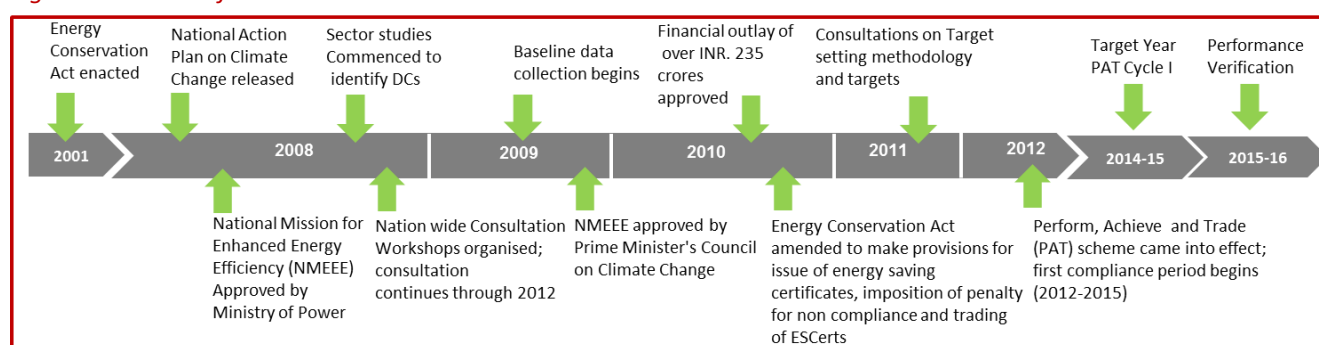 Energy
Conservation
Act enacted
National Action
Plan on Climate
Change released
Sector studies
Commenced to
identify DCs
Baseline data
collection begins
Financial outlay of
over INR. 235
crores
approved
Consultations on Target
setting methodology
and targets
Target Year
PAT Cycle I
Performance
Verification
2001
2008
2009
2010
2011
2012
2014-15
2015-16
National Mission for
Enhanced Energy
Efficiency (NMEEE)
Approved by
Ministry of Power
Nation wide Consultation
Workshops organised;
consultation
continues through 2012
NMEEE approved by
Prime Minister's Council
on Climate Change
Energy Conservation Act
amended to make provisions for
issue of energy saving
certificates, imposition of penalty
for non compliance and trading
of ESCerts
Perform, Achieve and Trade
(PAT) scheme came into effect;
first compliance period begins
(2012-2015)